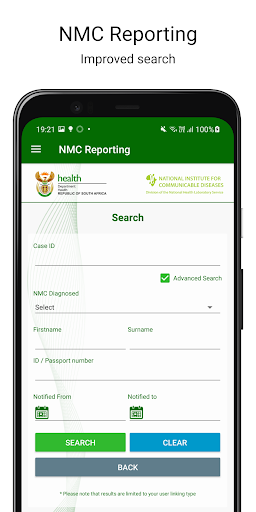 NMC Reporting
Improved search
19:21
100%
NMC Reporting
health
Department:
Health
REPUBLIC OF SOUTH AFRICA
NATIONAL INSTITUTE FOR
COMMUNICABLE DISEASES
Division of the National Health Laboratory Service
Search
Case ID
Advanced Search
NMC Diagnosed
Select
Firstname Surname
ID / Passport number
Notified From Notified to
SEARCH CLEAR
BACK
* Please note that results are limited to your user linking type